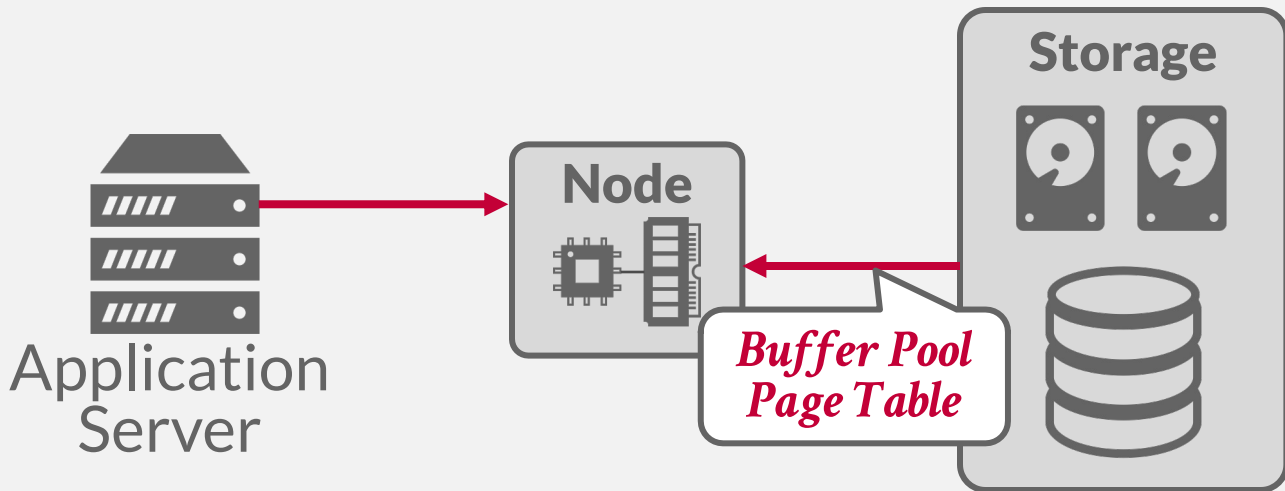 Storage
Node
Application
Server
Buffer Pool
Page Table